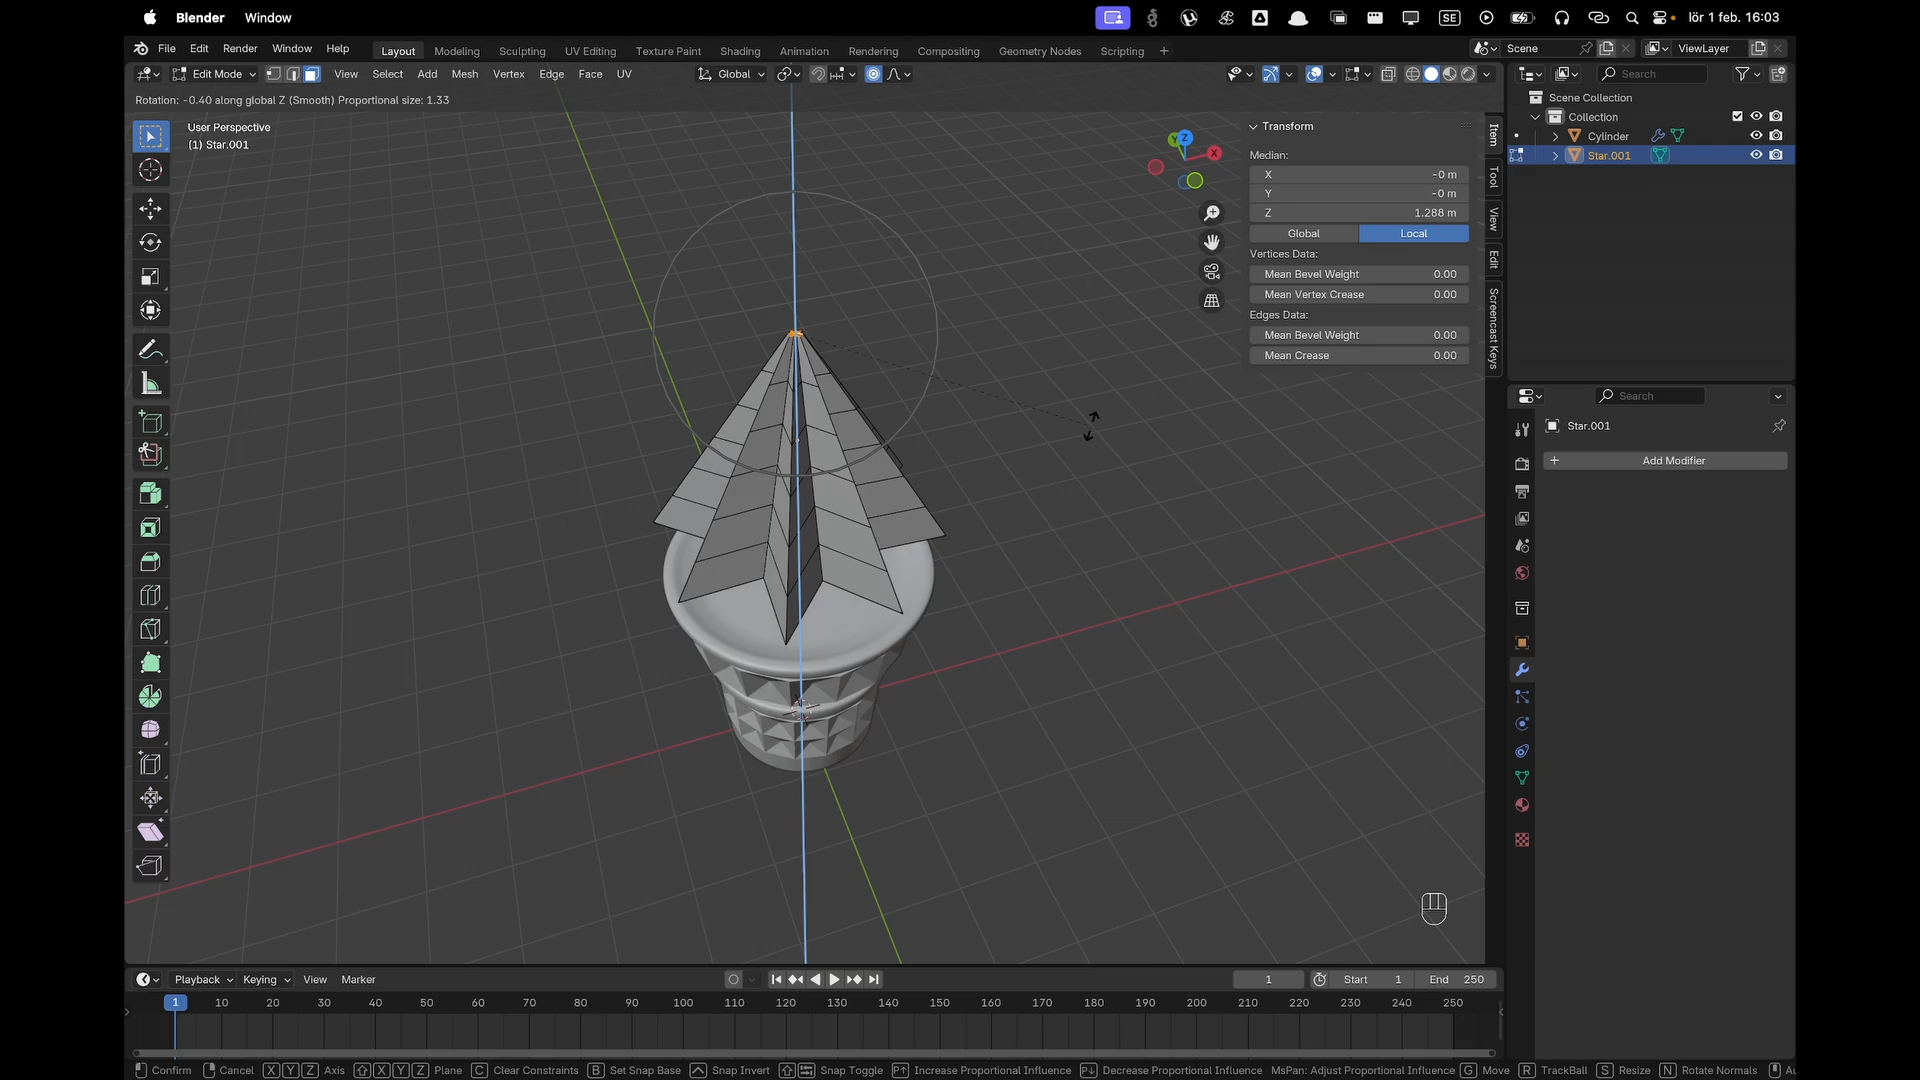 Blender Window
SE lör 1 feb. 16:03
File Edit Render Window Help Layout Modeling Sculpting UV Editing Texture Paint Shading Animation Rendering Compositing Geometry Nodes Scripting Scene ViewLayer
Edit Mode View Select Add Mesh Vertex Edge Face UV Global Search
Rotation: -0.40 along global Z (Smooth) Proportional size: 1.33
User Perspective
(1) Star.001
Z
Y
X
Transform
Median:
X -0 m
Y -0 m
Z 1.288 m
Global Local
Vertices Data:
Mean Bevel Weight 0.00
Mean Vertex Crease 0.00
Edges Data:
Mean Bevel Weight 0.00
Mean Crease 0.00
Item
Tool
View
Edit
Screencast Keys
Scene Collection
Collection
Cylinder
Star.001
Search
Star.001
Add Modifier
Playback Keying View Marker 1 Start 1 End 250
1 10 20 30 40 50 60 70 80 90 100 110 120 130 140 150 160 170 180 190 200 210 220 230 240 250
Confirm Cancel X Y Z Axis X Y Z Plane C Clear Constraints B Set Snap Base Snap Invert Snap Toggle P Increase Proportional Influence P Decrease Proportional Influence MsPan: Adjust Proportional Influence G Move R TrackBall S Resize N Rotate Normals